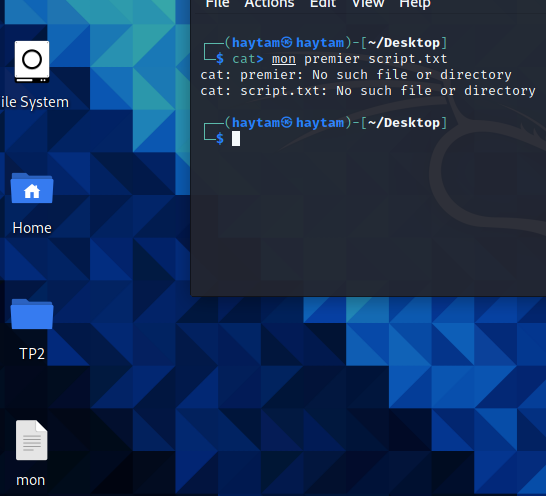 File Actions Edit View Help
┌──(haytam㉿haytam)-[~/Desktop]
└─$ cat> mon premier script.txt
cat: premier: No such file or directory
cat: script.txt: No such file or directory
┌──(haytam㉿haytam)-[~/Desktop]
└─$
ile System
Home
TP2
mon